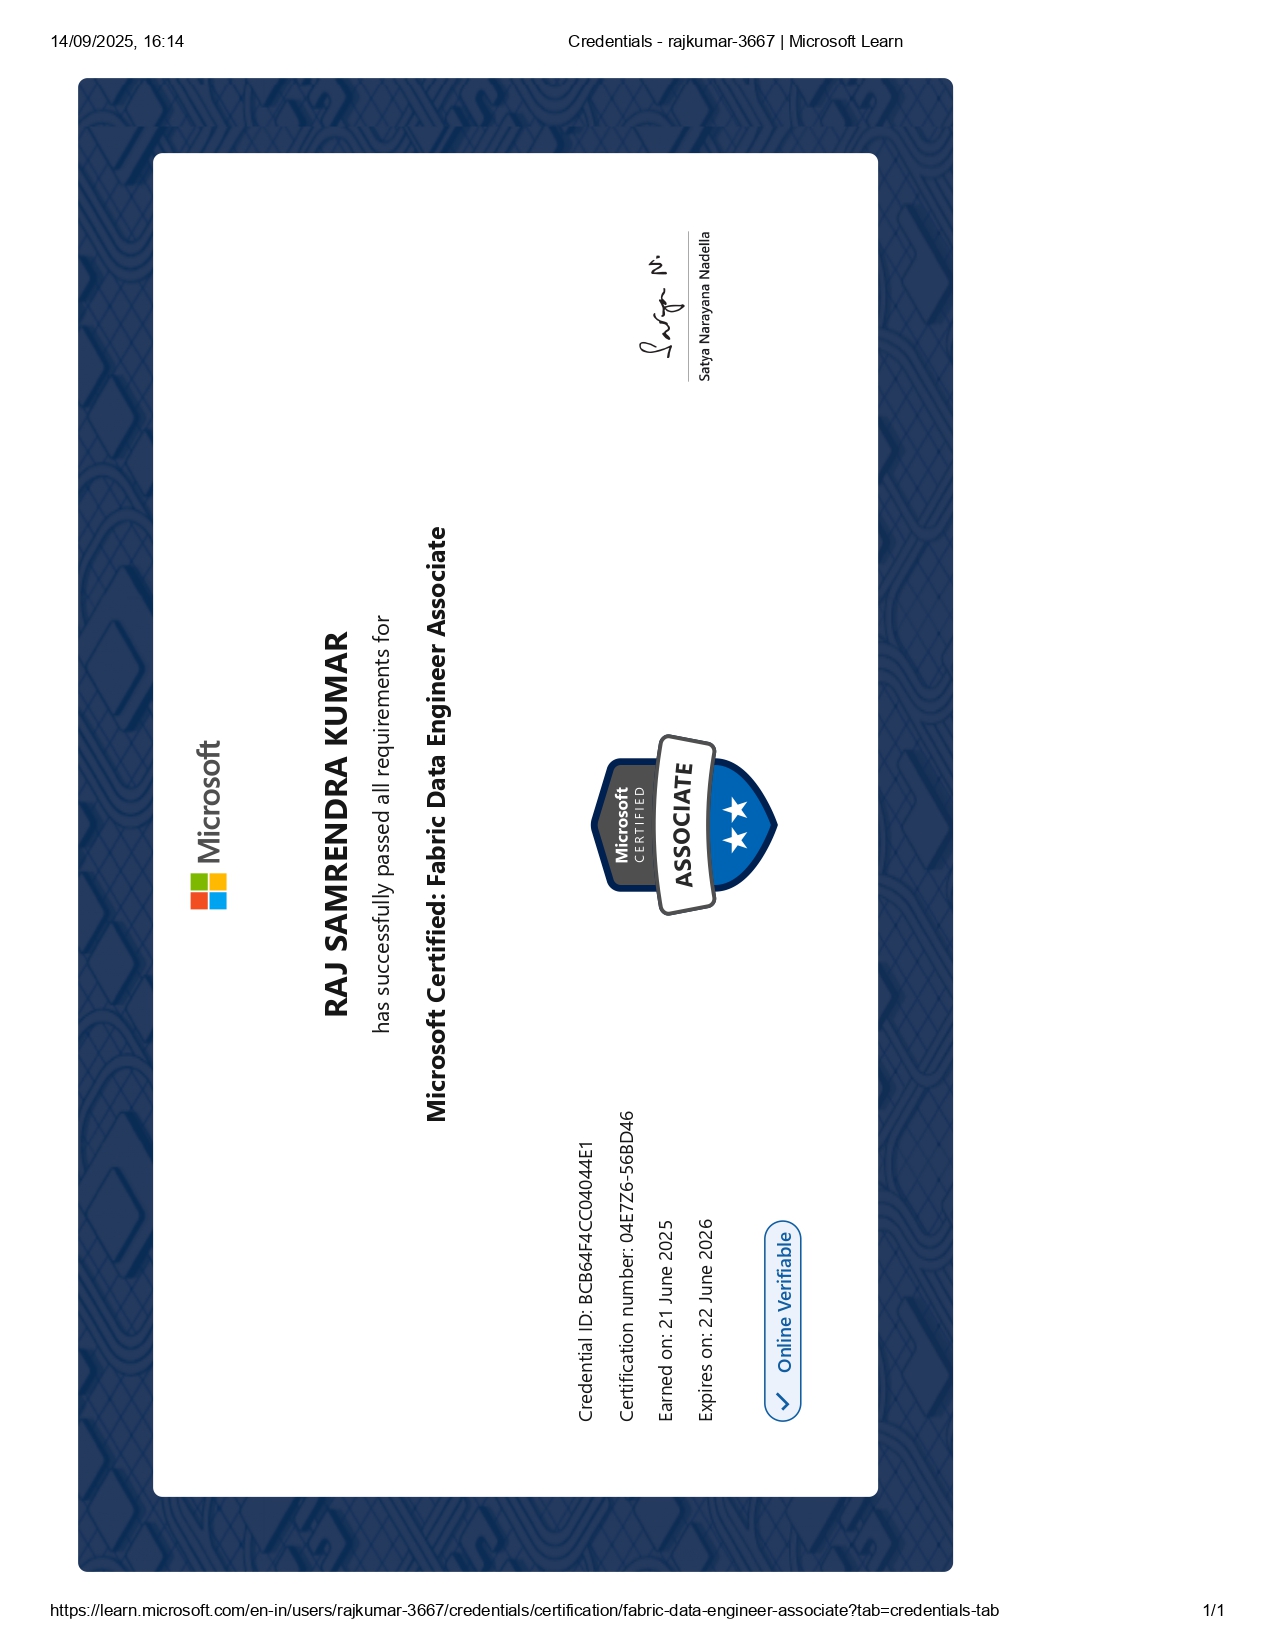 14/09/2025, 16:14
Credentials - rajkumar-3667 | Microsoft Learn
Microsoft
RAJ SAMRENDRA KUMAR
has successfully passed all requirements for
Microsoft Certified: Fabric Data Engineer Associate
Credential ID: BCB64F4CC04044E1
Certification number: 04E7Z6-56BD46
Earned on: 21 June 2025
Expires on: 22 June 2026
Online Verifiable
Microsoft
CERTIFIED
ASSOCIATE
Satya N.
Satya Narayana Nadella
https://learn.microsoft.com/en-in/users/rajkumar-3667/credentials/certification/fabric-data-engineer-associate?tab=credentials-tab
1/1